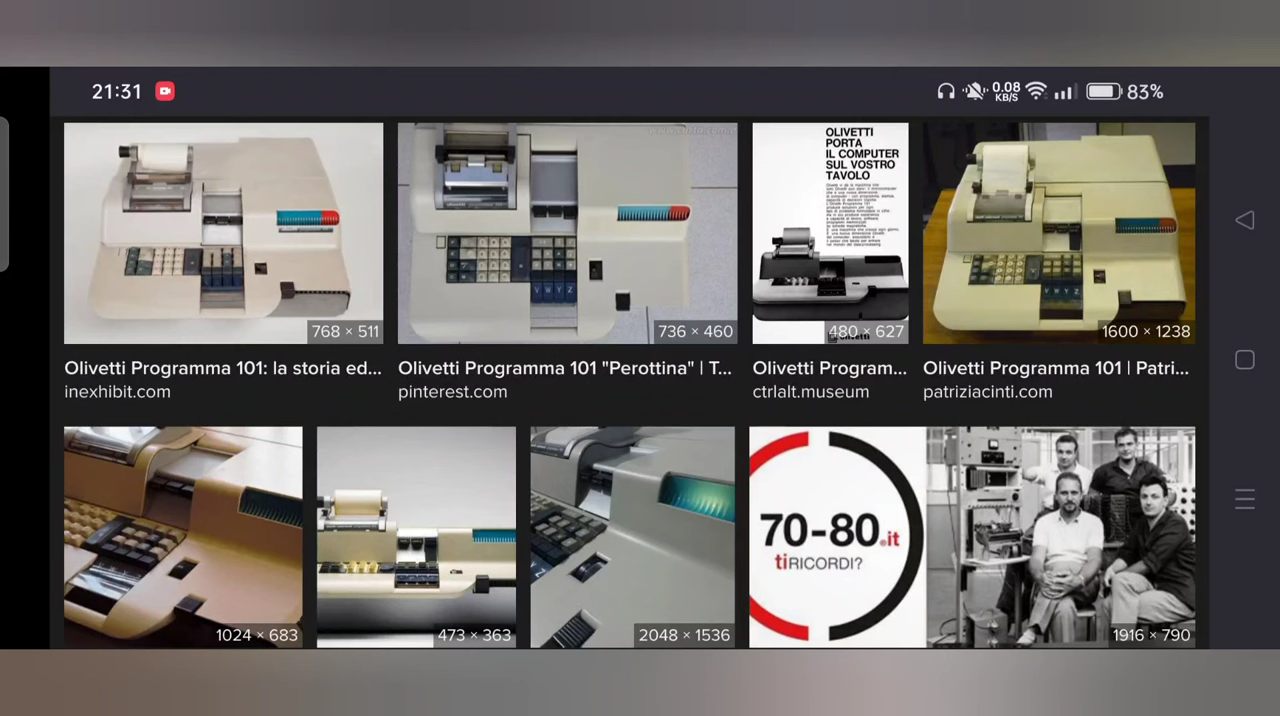 21:31
0.08
KB/S
83%
OLIVETTI
PORTA
IL COMPUTER
SUL VOSTRO
TAVOLO
768 × 511
736 × 460
480 × 627
1600 × 1238
Olivetti Programma 101: la storia ed...
Olivetti Programma 101 "Perottina" | T...
Olivetti Program...
Olivetti Programma 101 | Patri...
inexhibit.com
pinterest.com
ctrlalt.museum
patriziacinti.com
70-80.it
tiRICORDI?
1024 × 683
473 × 363
2048 × 1536
1916 × 790